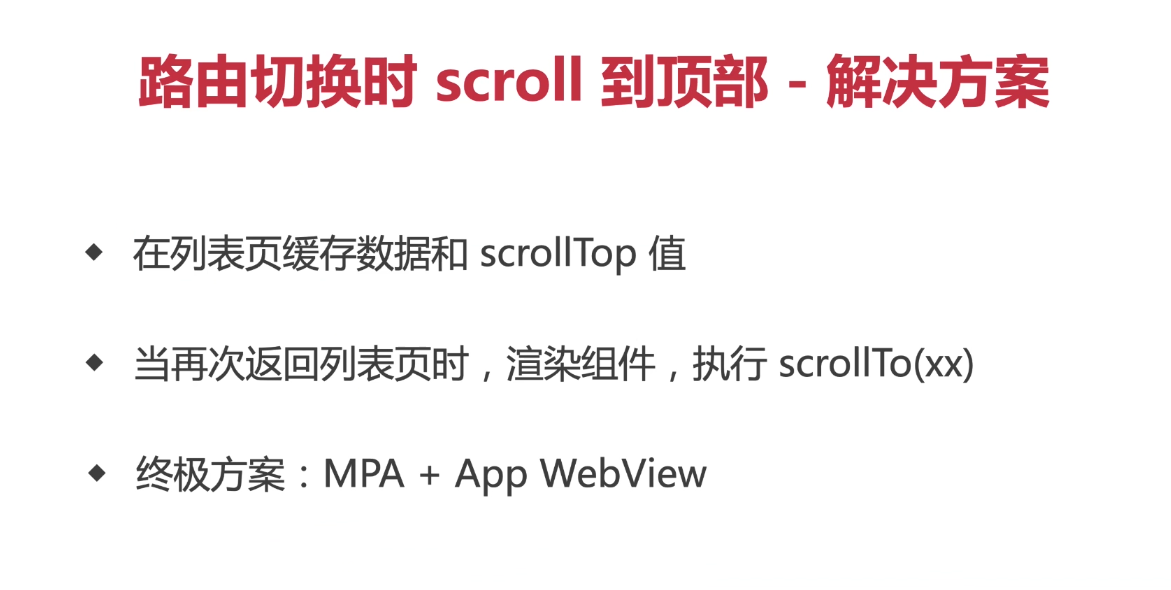 路由切换时 scroll 到顶部 - 解决方案
◆ 在列表页缓存数据和 scrollTop 值
◆ 当再次返回列表页时，渲染组件，执行 scrollTo(xx)
◆ 终极方案：MPA + App WebView